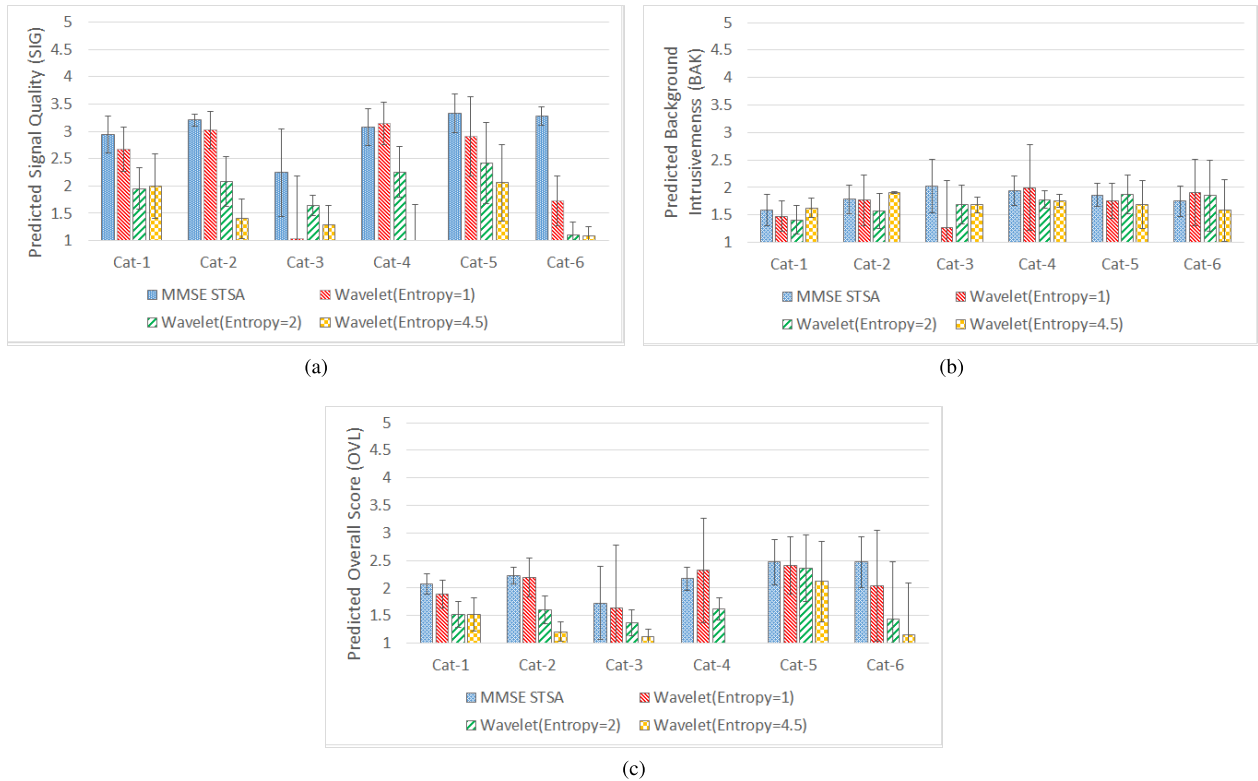 Predicted Signal Quality (SIG)
5
4.5
4
3.5
3
2.5
2
1.5
1
Cat-1 Cat-2 Cat-3 Cat-4 Cat-5 Cat-6
MMSE STSA Wavelet(Entropy=1)
Wavelet(Entropy=2) Wavelet(Entropy=4.5)
(a)
Predicted Background
Intrusivemenss (BAK)
5
4.5
4
3.5
3
2.5
2
1.5
1
Cat-1 Cat-2 Cat-3 Cat-4 Cat-5 Cat-6
MMSE STSA Wavelet(Entropy=1)
Wavelet(Entropy=2) Wavelet(Entropy=4.5)
(b)
Predicted Overall Score (OVL)
5
4.5
4
3.5
3
2.5
2
1.5
1
Cat-1 Cat-2 Cat-3 Cat-4 Cat-5 Cat-6
MMSE STSA Wavelet(Entropy=1)
Wavelet(Entropy=2) Wavelet(Entropy=4.5)
(c)